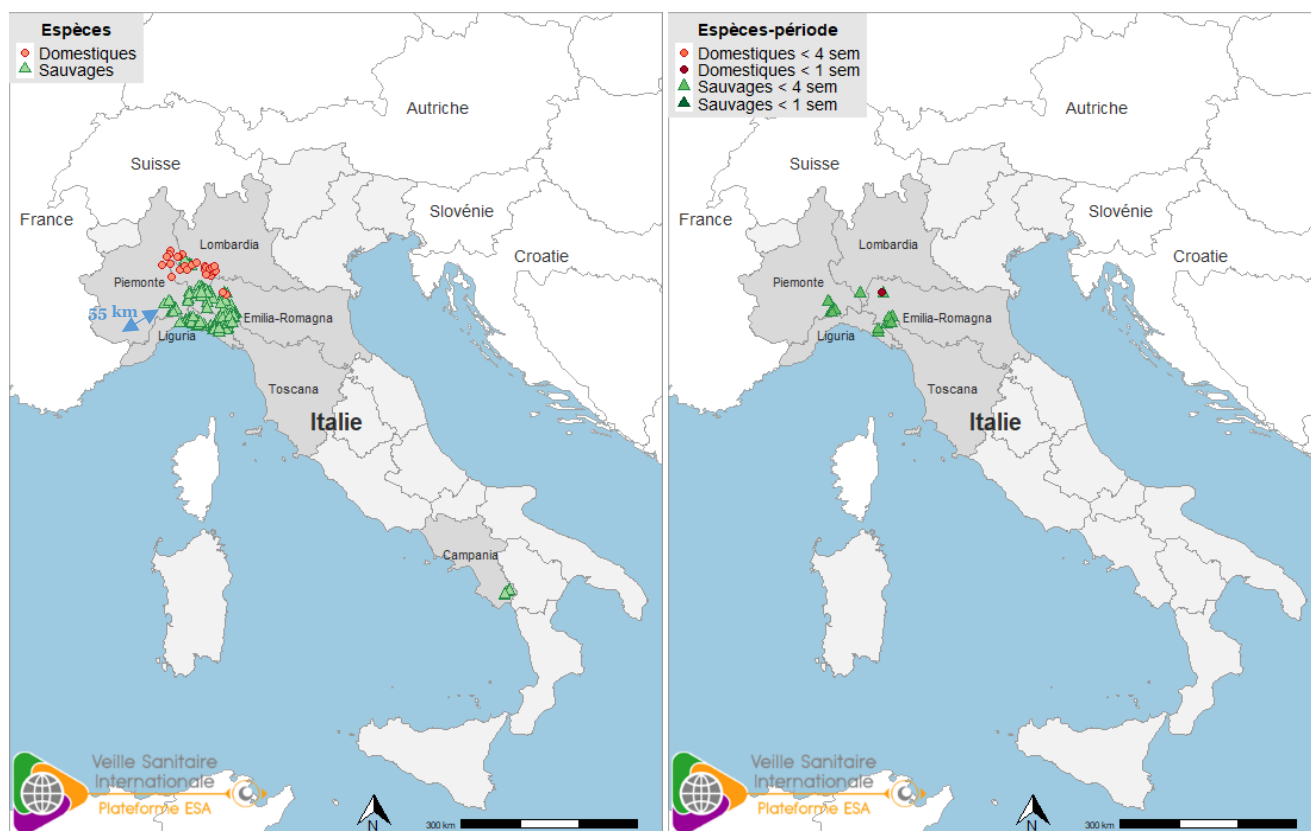 Espèces
Domestiques
Sauvages
Autriche
Suisse
France
Slovénie
Croatie
Lombardia
Piemonte
55 km
Emilia-Romagna
Liguria
Toscana
Italie
Campania
Veille Sanitaire
Internationale
Plateforme ESA
N
300 km
Espèces-période
Domestiques < 4 sem
Domestiques < 1 sem
Sauvages < 4 sem
Sauvages < 1 sem
Autriche
Suisse
France
Slovénie
Croatie
Lombardia
Piemonte
Emilia-Romagna
Liguria
Toscana
Italie
Veille Sanitaire
Internationale
Plateforme ESA
N
300 km